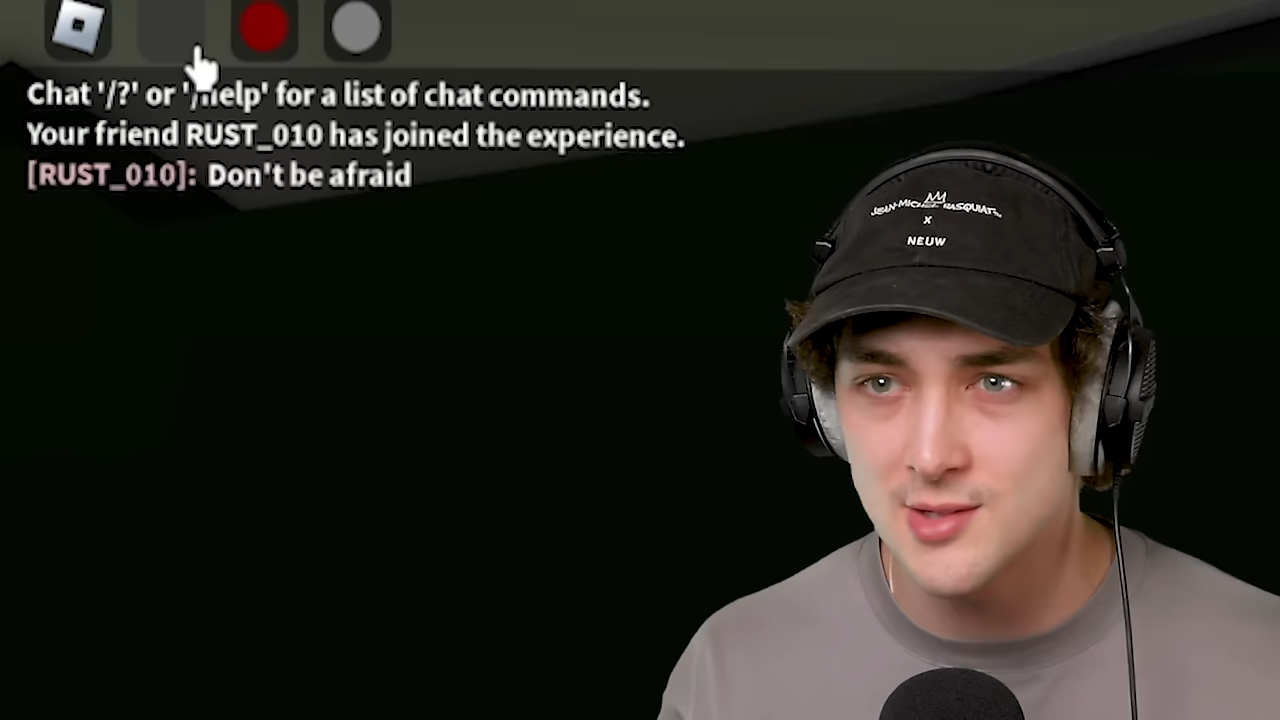 Chat '/?' or '/help' for a list of chat commands.
Your friend RUST_010 has joined the experience.
[RUST_010]: Don't be afraid
JEAN-MICHEL BASQUIAT
X
NEUW